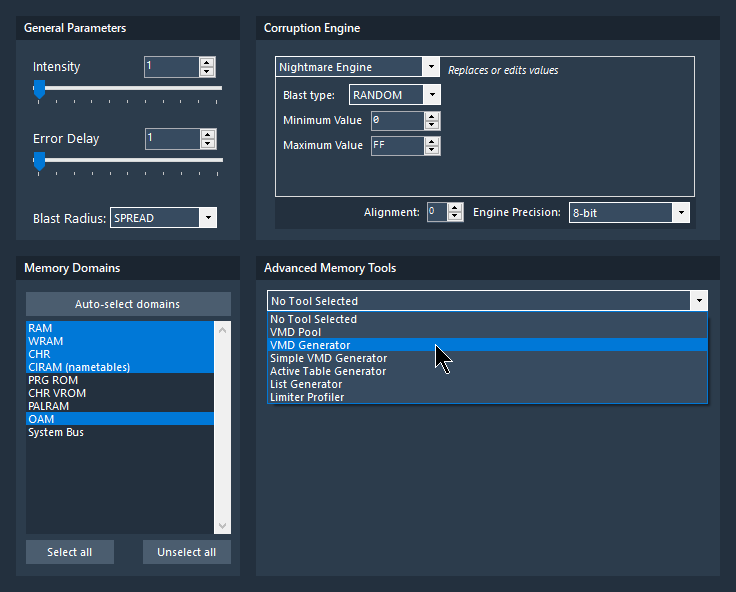 General Parameters
Intensity 1
Error Delay 1
Blast Radius: SPREAD
Corruption Engine
Nightmare Engine Replaces or edits values
Blast type: RANDOM
Minimum Value 0
Maximum Value FF
Alignment: 0 Engine Precision: 8-bit
Memory Domains
Auto-select domains
RAM
WRAM
CHR
CIRAM (nametables)
PRG ROM
CHR VROM
PALRAM
OAM
System Bus
Select all Unselect all
Advanced Memory Tools
No Tool Selected
No Tool Selected
VMD Pool
VMD Generator
Simple VMD Generator
Active Table Generator
List Generator
Limiter Profiler